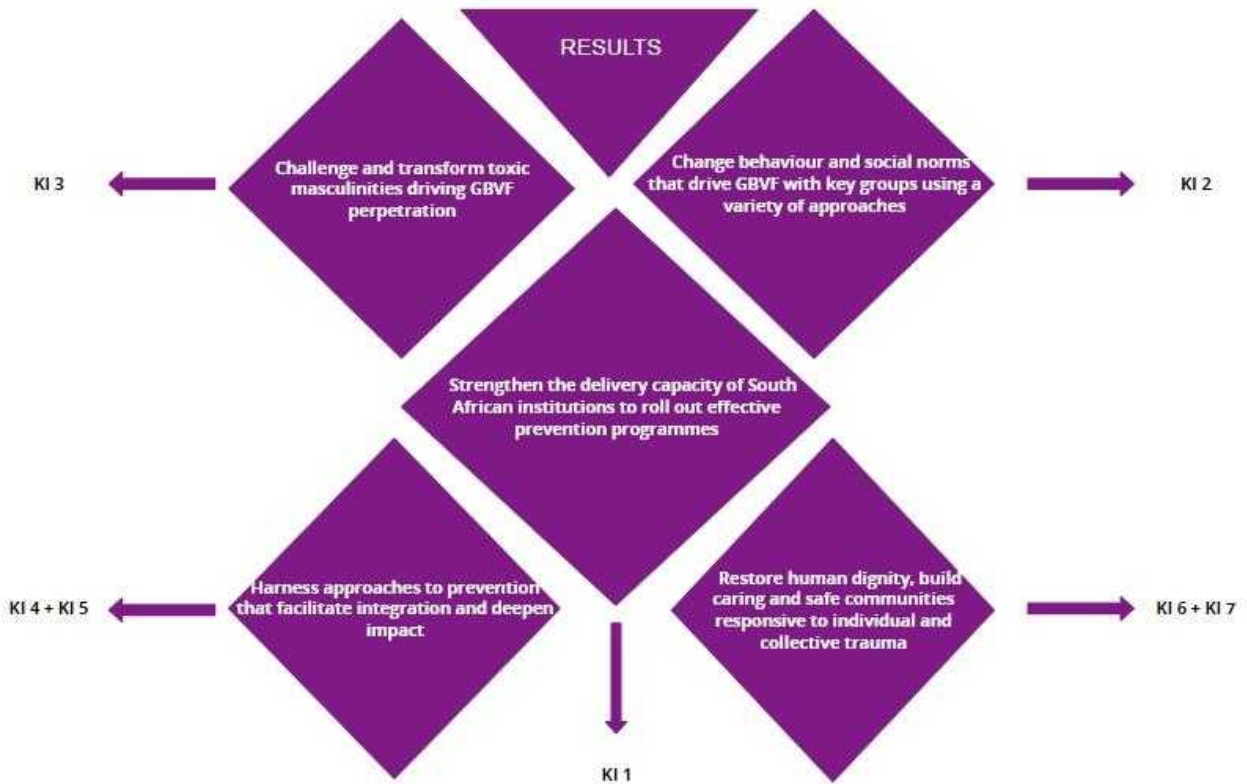 RESULTS
Challenge and transform toxic
masculinities driving GBVF
perpetration
Change behaviour and social norms
that drive GBVF with key groups using a
variety of approaches
KI 3
KI 2
Strengthen the delivery capacity of South
African institutions to roll out effective
prevention programmes
Harness approaches to prevention
that facilitate integration and deepen
impact
Restore human dignity, build
caring and safe communities
responsive to individual and
collective trauma
KI 4 + KI 5
KI 6 + KI 7
KI 1